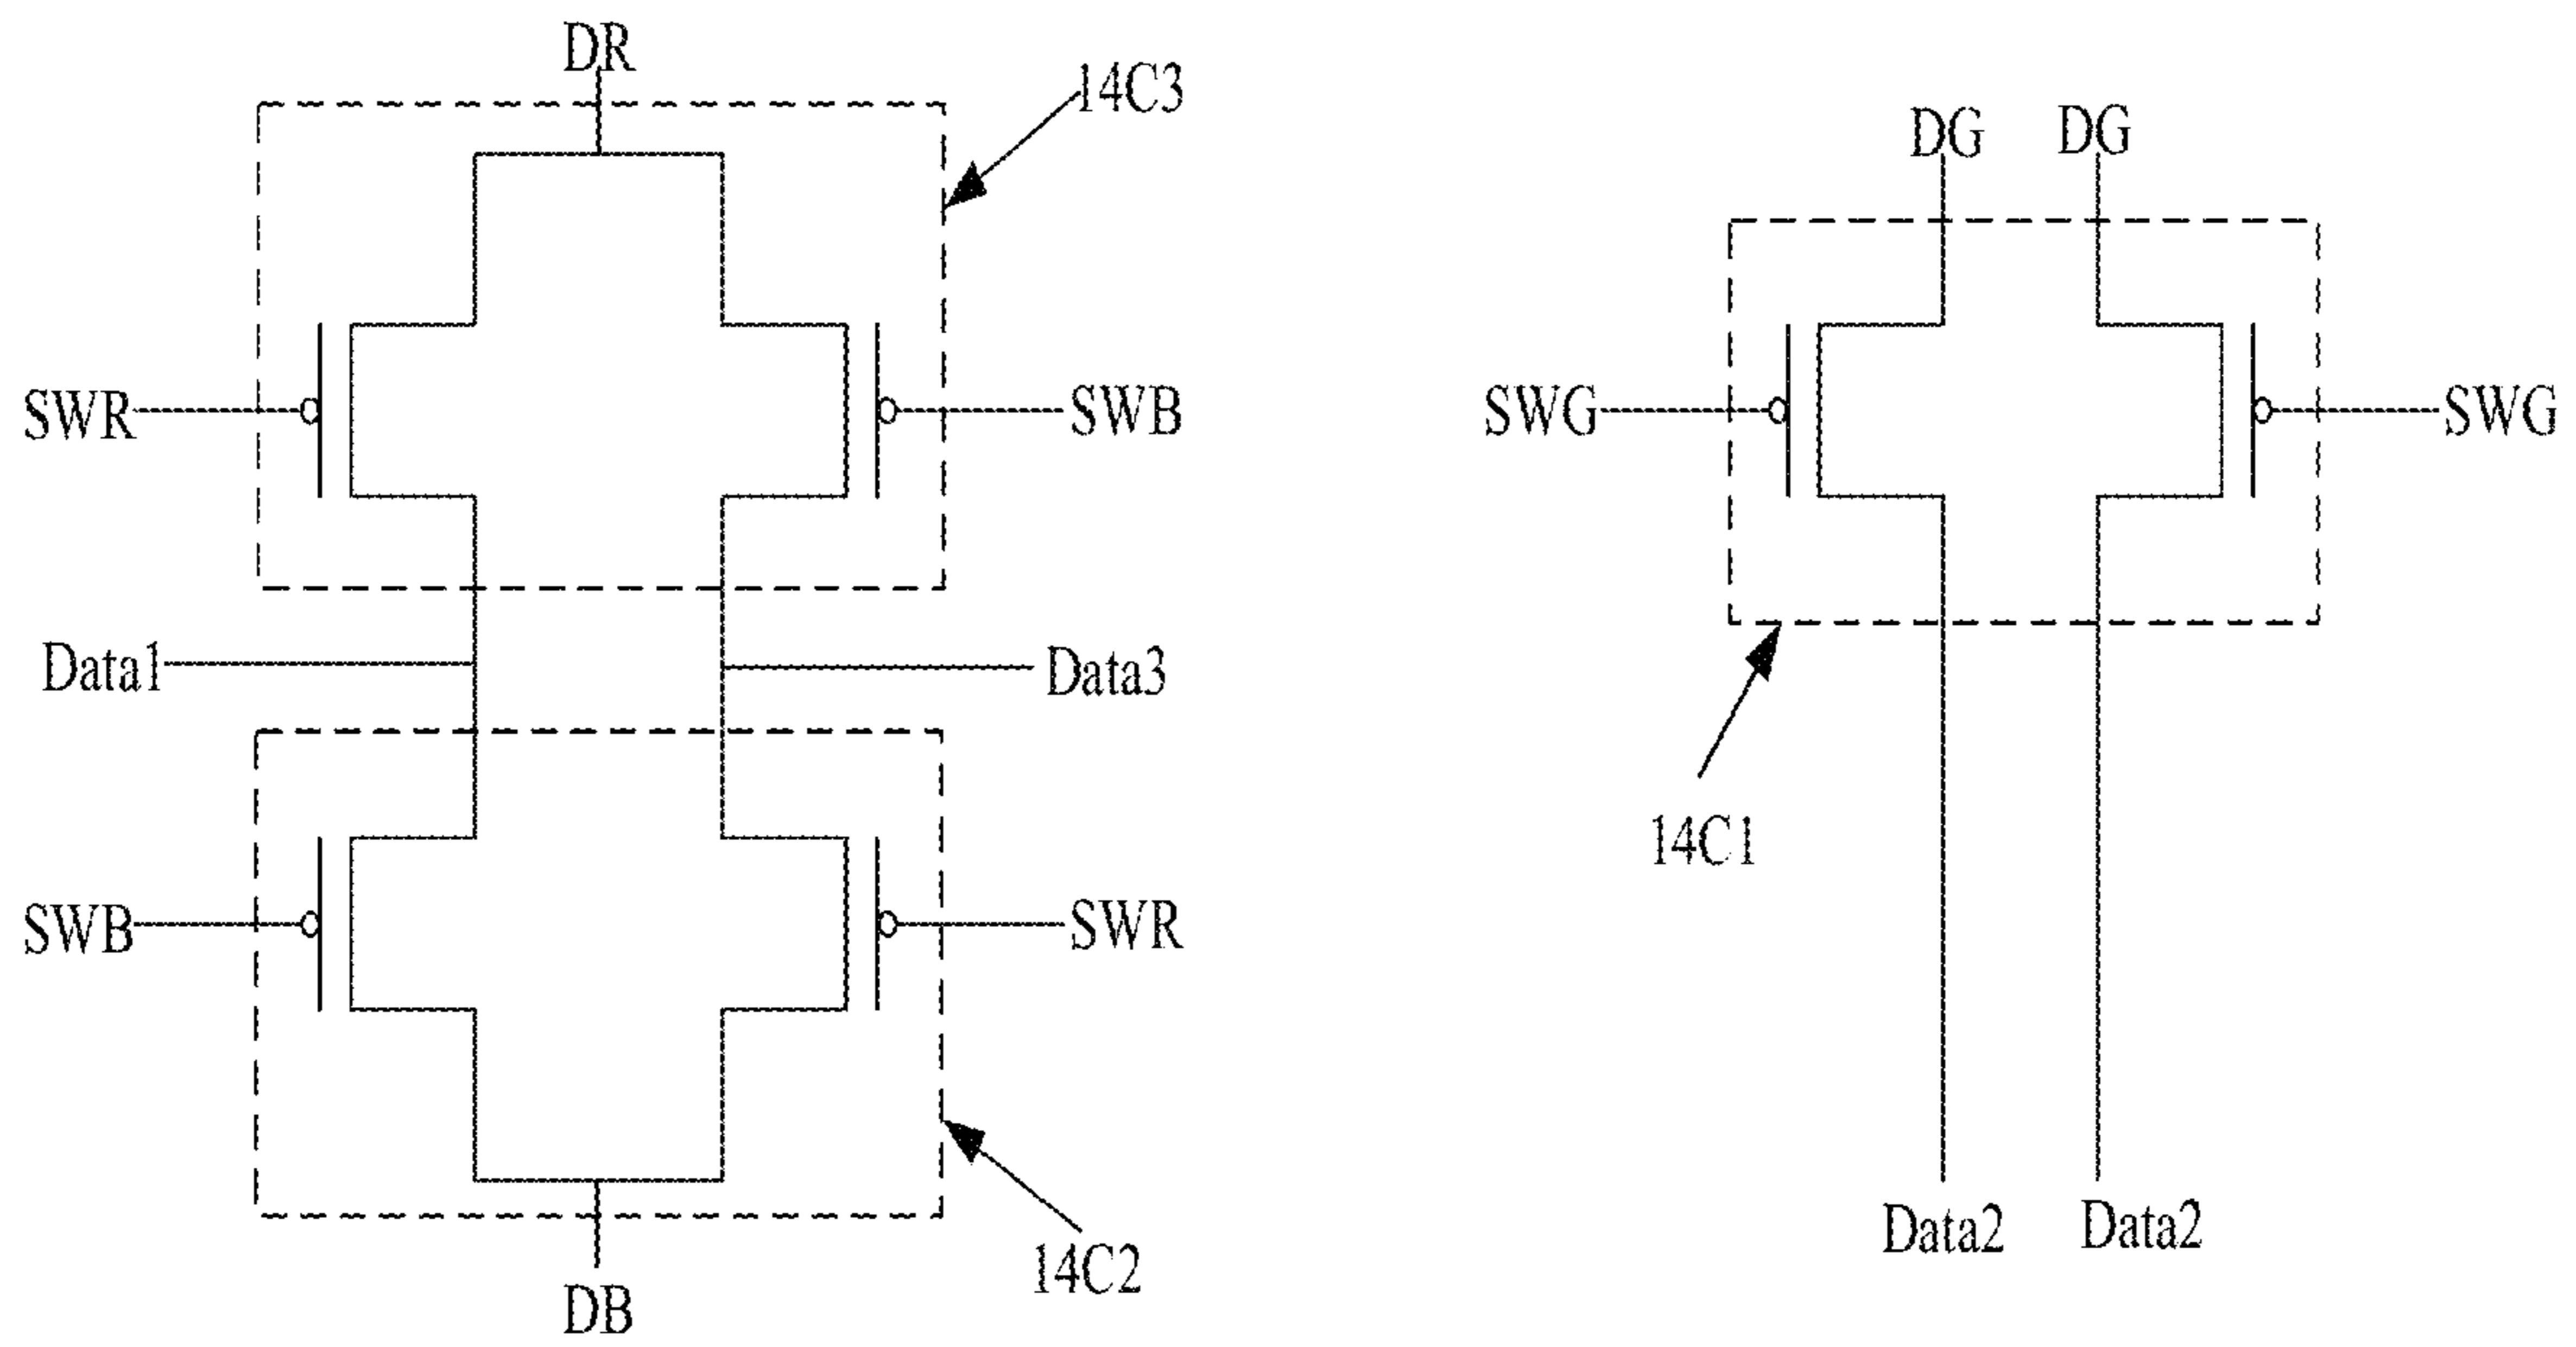 DR
14C3
DG
DG
SWR
SWB
SWG
SWG
Data1
Data3
14C1
SWB
SWR
Data2
Data2
14C2
DB